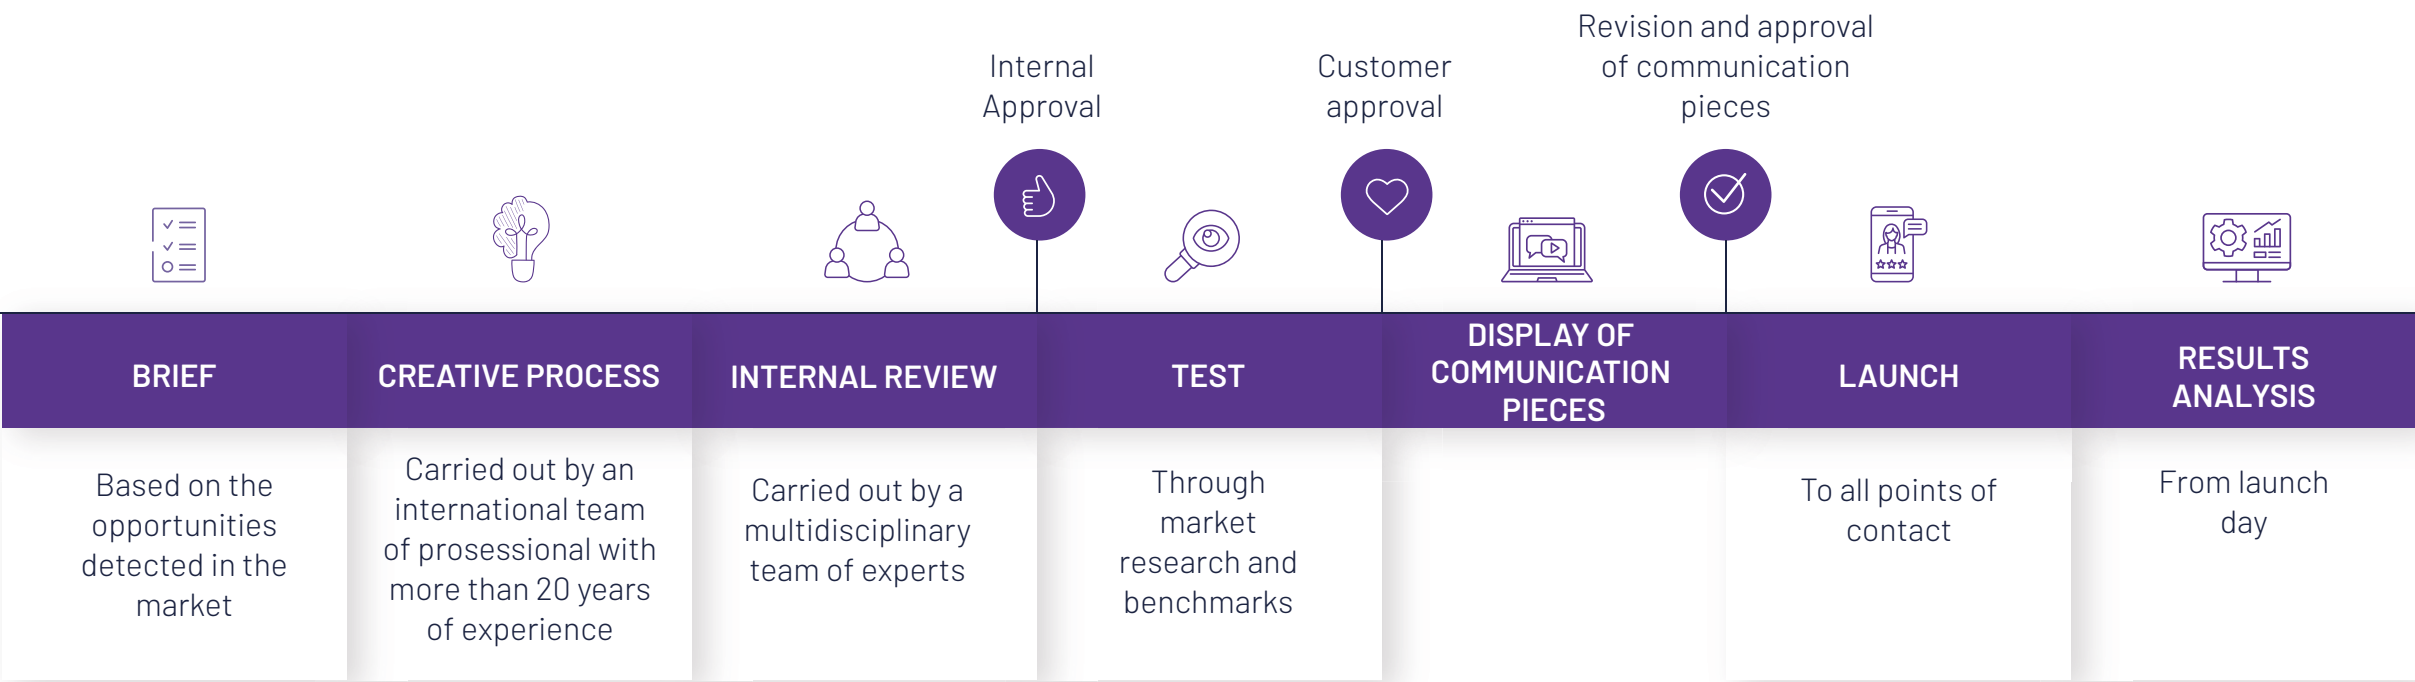 Internal
Approval
Customer
approval
Revision and approval
of communication
pieces
BRIEF
CREATIVE PROCESS
INTERNAL REVIEW
TEST
DISPLAY OF
COMMUNICATION
PIECES
LAUNCH
RESULTS
ANALYSIS
Based on the
opportunities
detected in the
market
Carried out by an
international team
of prosessional with
more than 20 years
of experience
Carried out by a
multidisciplinary
team of experts
Through
market
research and
benchmarks
To all points of
contact
From launch
day